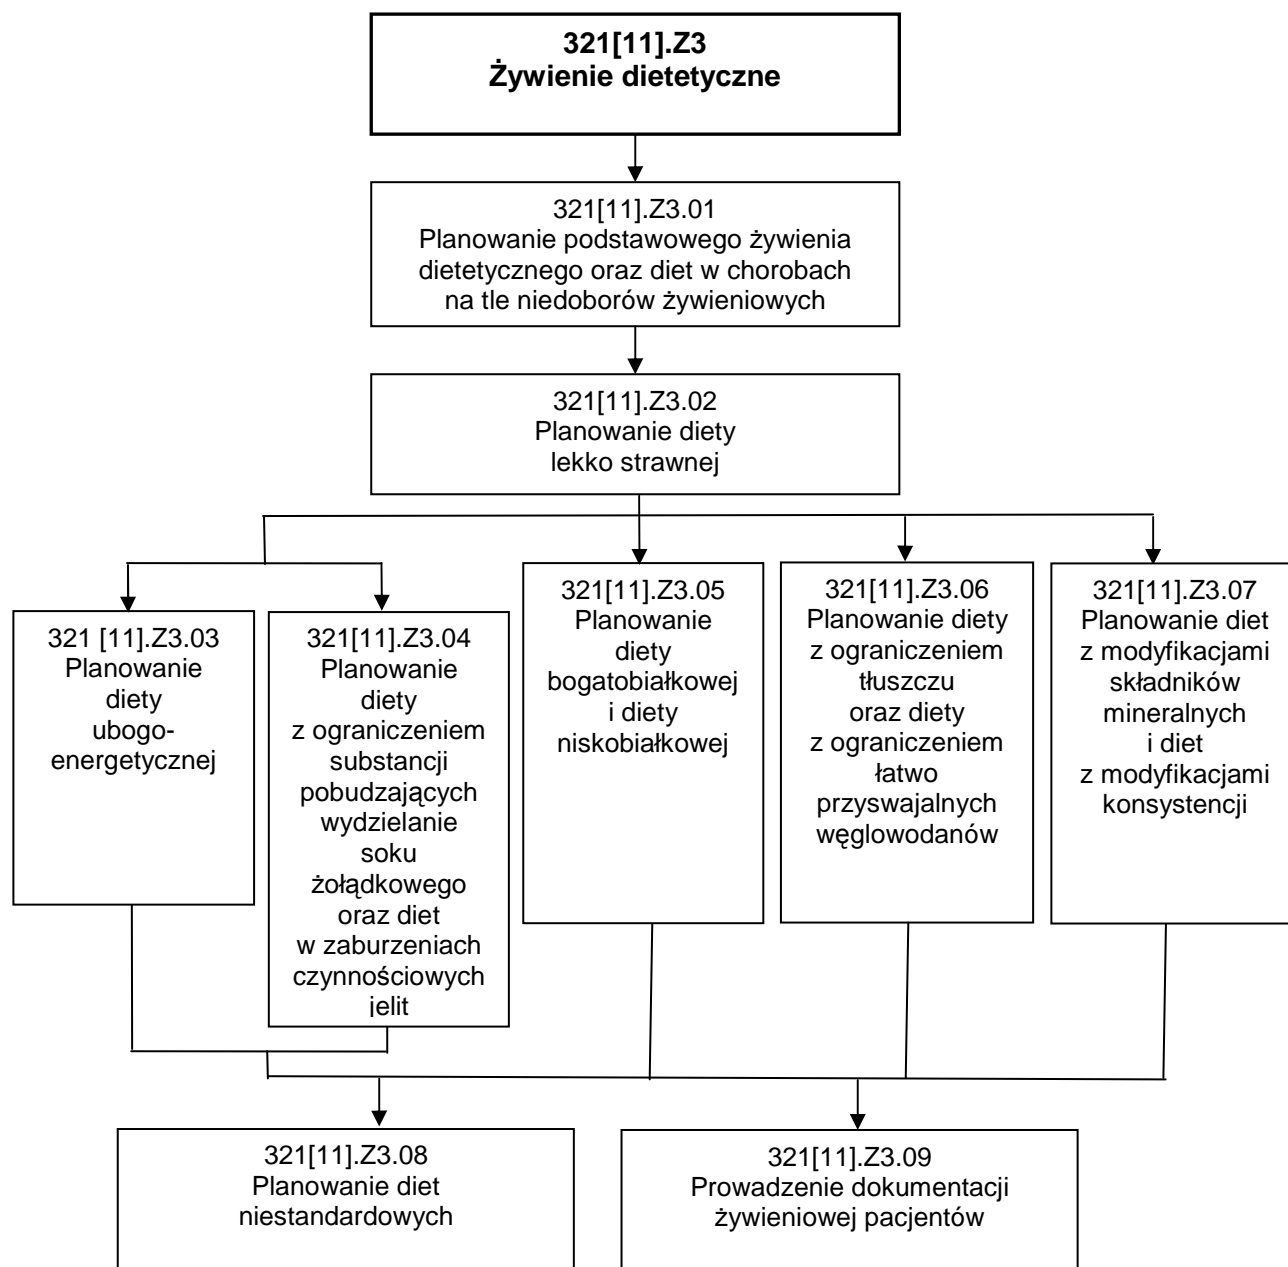 321[11].Z3
Żywienie dietetyczne
321[11].Z3.01
Planowanie podstawowego żywienia
dietetycznego oraz diet w chorobach
na tle niedoborów żywieniowych
321[11].Z3.02
Planowanie diety
lekko strawnej
321 [11].Z3.03
Planowanie
diety
ubogo-
energetycznej
321[11].Z3.04
Planowanie
diety
z ograniczeniem
substancji
pobudzających
wydzielanie
soku
żołądkowego
oraz diet
w zaburzeniach
czynnościowych
jelit
321[11].Z3.05
Planowanie
diety
bogatobiałkowej
i diety
niskobiałkowej
321[11].Z3.06
Planowanie diety
z ograniczeniem
tłuszczu
oraz diety
z ograniczeniem
łatwo
przyswajalnych
węglowodanów
321[11].Z3.07
Planowanie diet
z modyfikacjami
składników
mineralnych
i diet
z modyfikacjami
konsystencji
321[11].Z3.08
Planowanie diet
niestandardowych
321[11].Z3.09
Prowadzenie dokumentacji
żywieniowej pacjentów